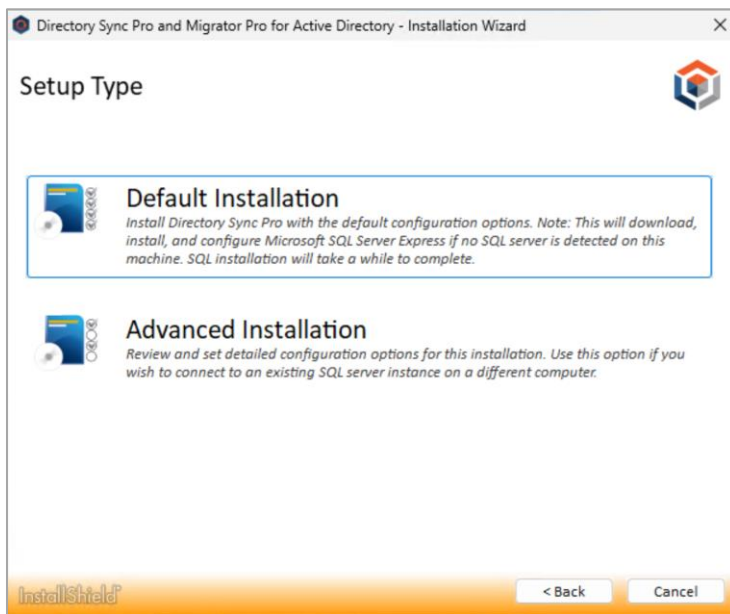 Directory Sync Pro and Migrator Pro for Active Directory - Installation Wizard
Setup Type
Default Installation
Install Directory Sync Pro with the default configuration options. Note: This will download,
install, and configure Microsoft SQL Server Express if no SQL server is detected on this
machine. SQL installation will take a while to complete.
Advanced Installation
Review and set detailed configuration options for this installation. Use this option if you
wish to connect to an existing SQL server instance on a different computer.
InstallShield
< Back
Cancel